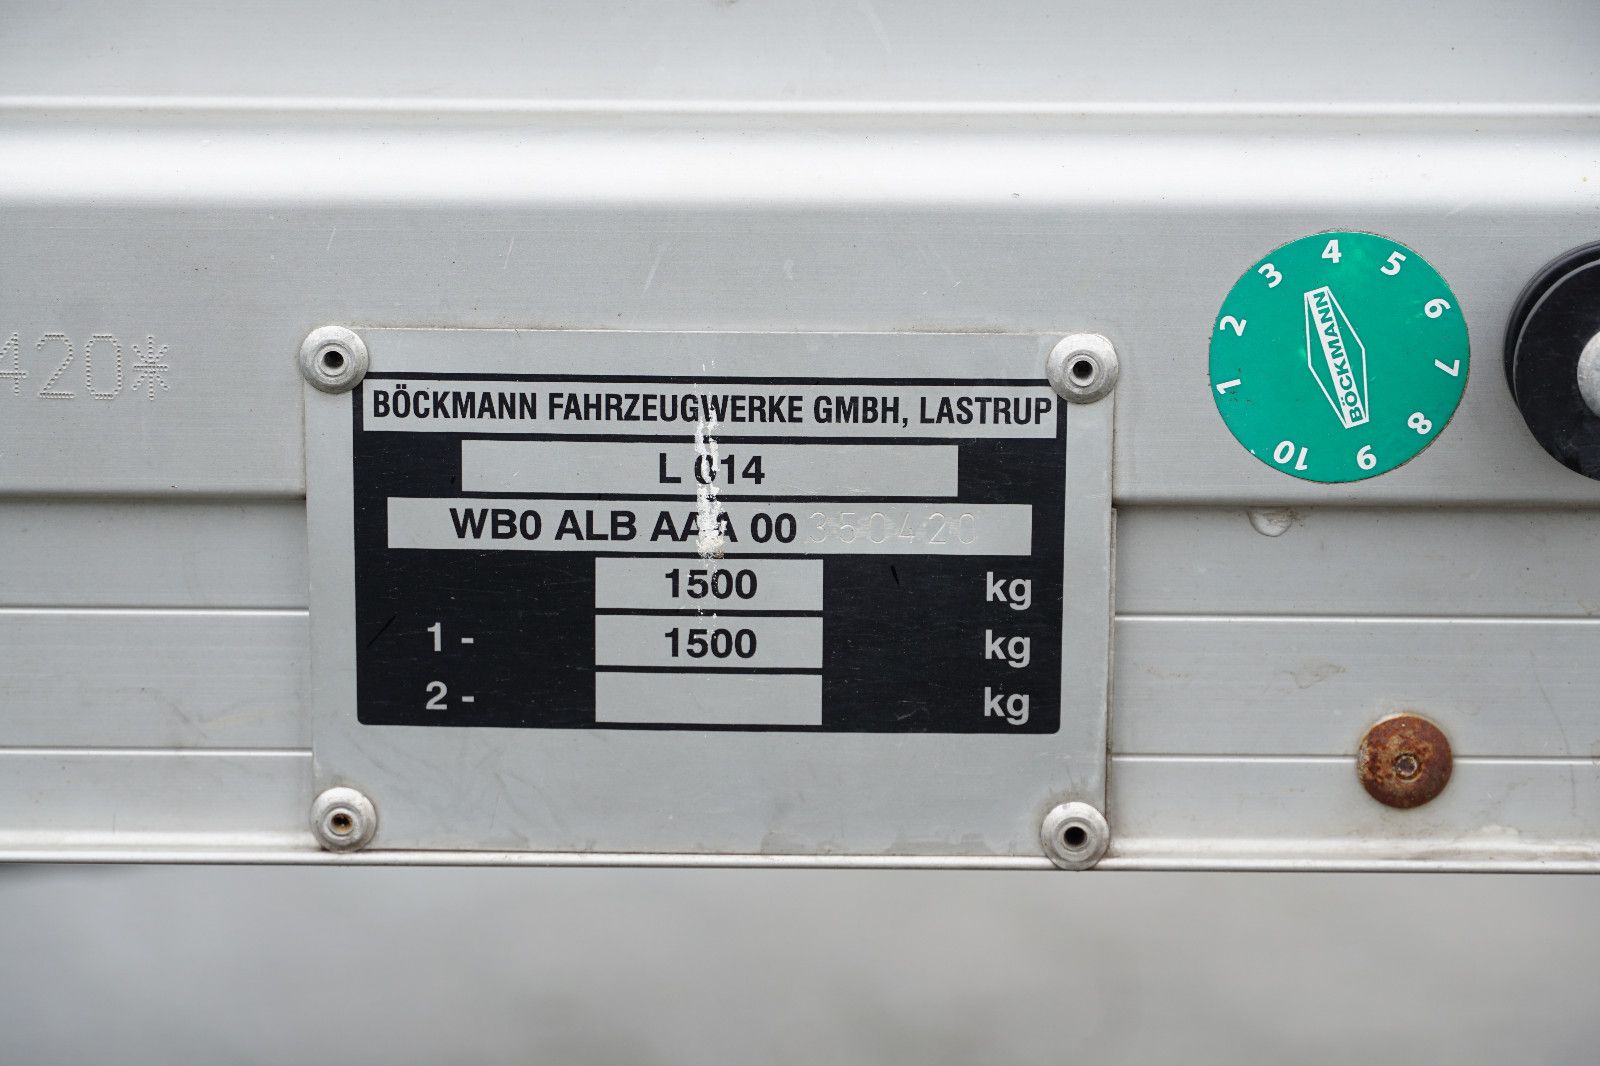 420*
BÖCKMANN FAHRZEUGWERKE GMBH, LASTRUP
L 014
WB0 ALB AAA 00 350420
1500 kg
1 - 1500 kg
2 - kg
1 2 3 4 5 6 7 8 9 10
BÖCKMANN